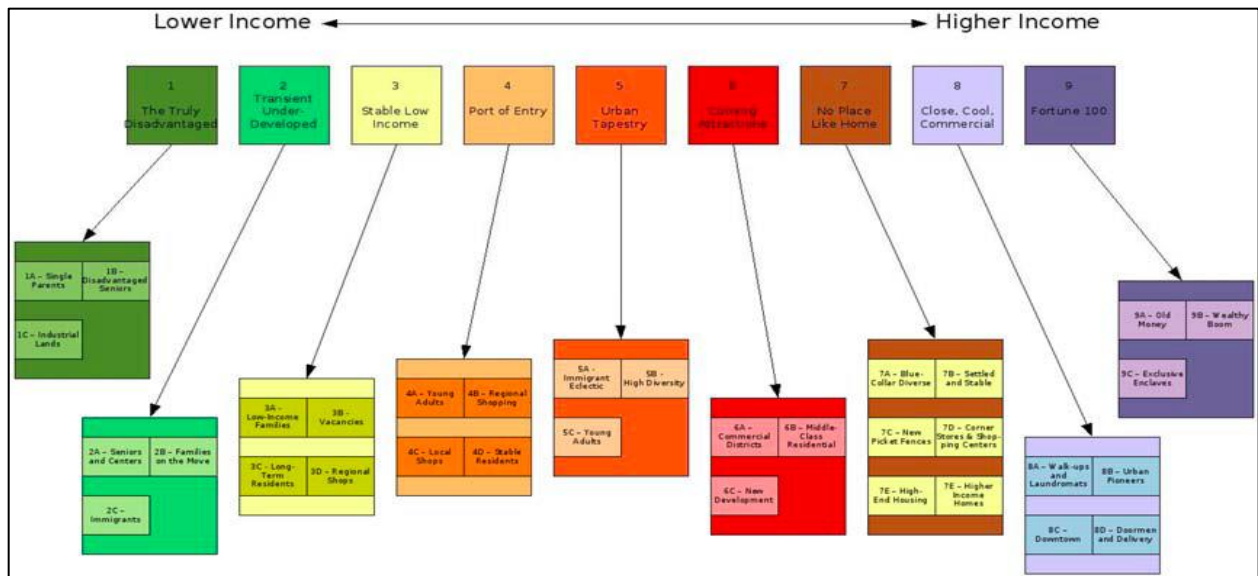 Lower Income
Higher Income
1
The Truly
Disadvantaged
2
Transient
Under-
Developed
3
Stable Low
Income
4
Port of Entry
5
Urban
Tapestry
6
Coming
Attractions
7
No Place
Like Home
8
Close, Cool,
Commercial
9
Fortune 100
1A – Single
Parents
1B –
Disadvantaged
Seniors
1C – Industrial
Lands
2A – Seniors
and Centers
2B – Families
on the Move
2C –
Immigrants
3A –
Low-Income
Families
3B –
Vacancies
3C – Long-
Term
Residents
3D – Regional
Shops
4A – Young
Adults
4B – Regional
Shopping
4C – Local
Shops
4D – Stable
Residents
5A -
Immigrant
Eclectic
5B -
High Diversity
5C – Young
Adults
6A –
Commercial
Districts
6B – Middle-
Class
Residential
6C – New
Development
7A – Blue-
Collar Diverse
7B – Settled
and Stable
7C – New
Picket Fences
7D – Corner
Stores & Shop-
ping Centers
7E – High-
End Housing
7E – Higher
Income
Homes
8A – Walk-ups
and
Laundromats
8B – Urban
Pioneers
8C –
Downtown
8D – Doormen
and Delivery
9A – Old
Money
9B – Wealthy
Boom
9C – Exclusive
Enclaves